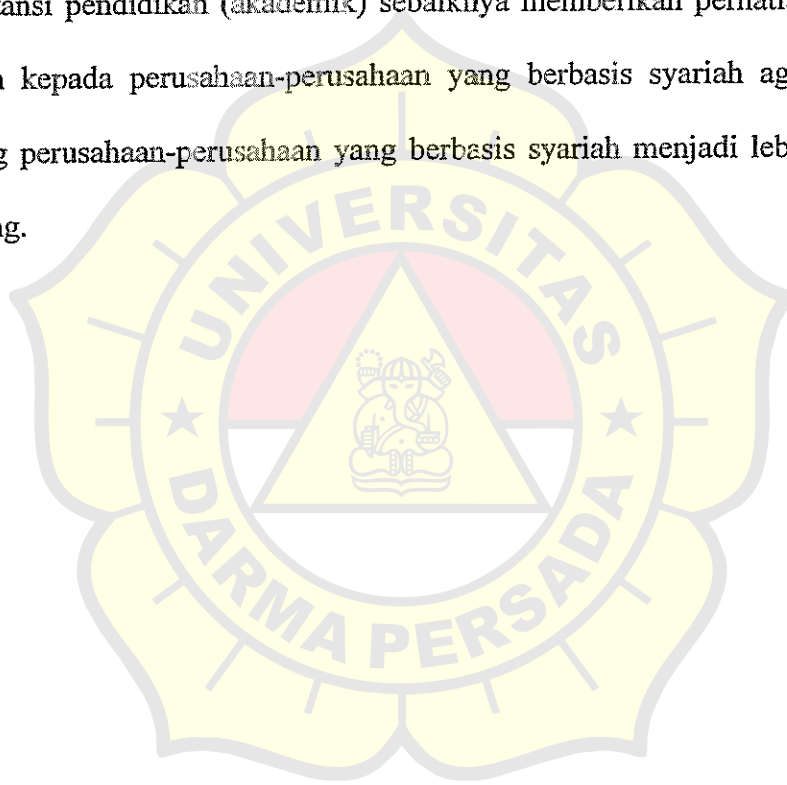 tansi pendidikan (akademik) sebaiknya memberikan perhati
kepada perusahaan-perusahaan yang berbasis syariah ag
g perusahaan-perusahaan yang berbasis syariah menjadi leb
ng.
UNIVERSITAS
DARMA PERSADA